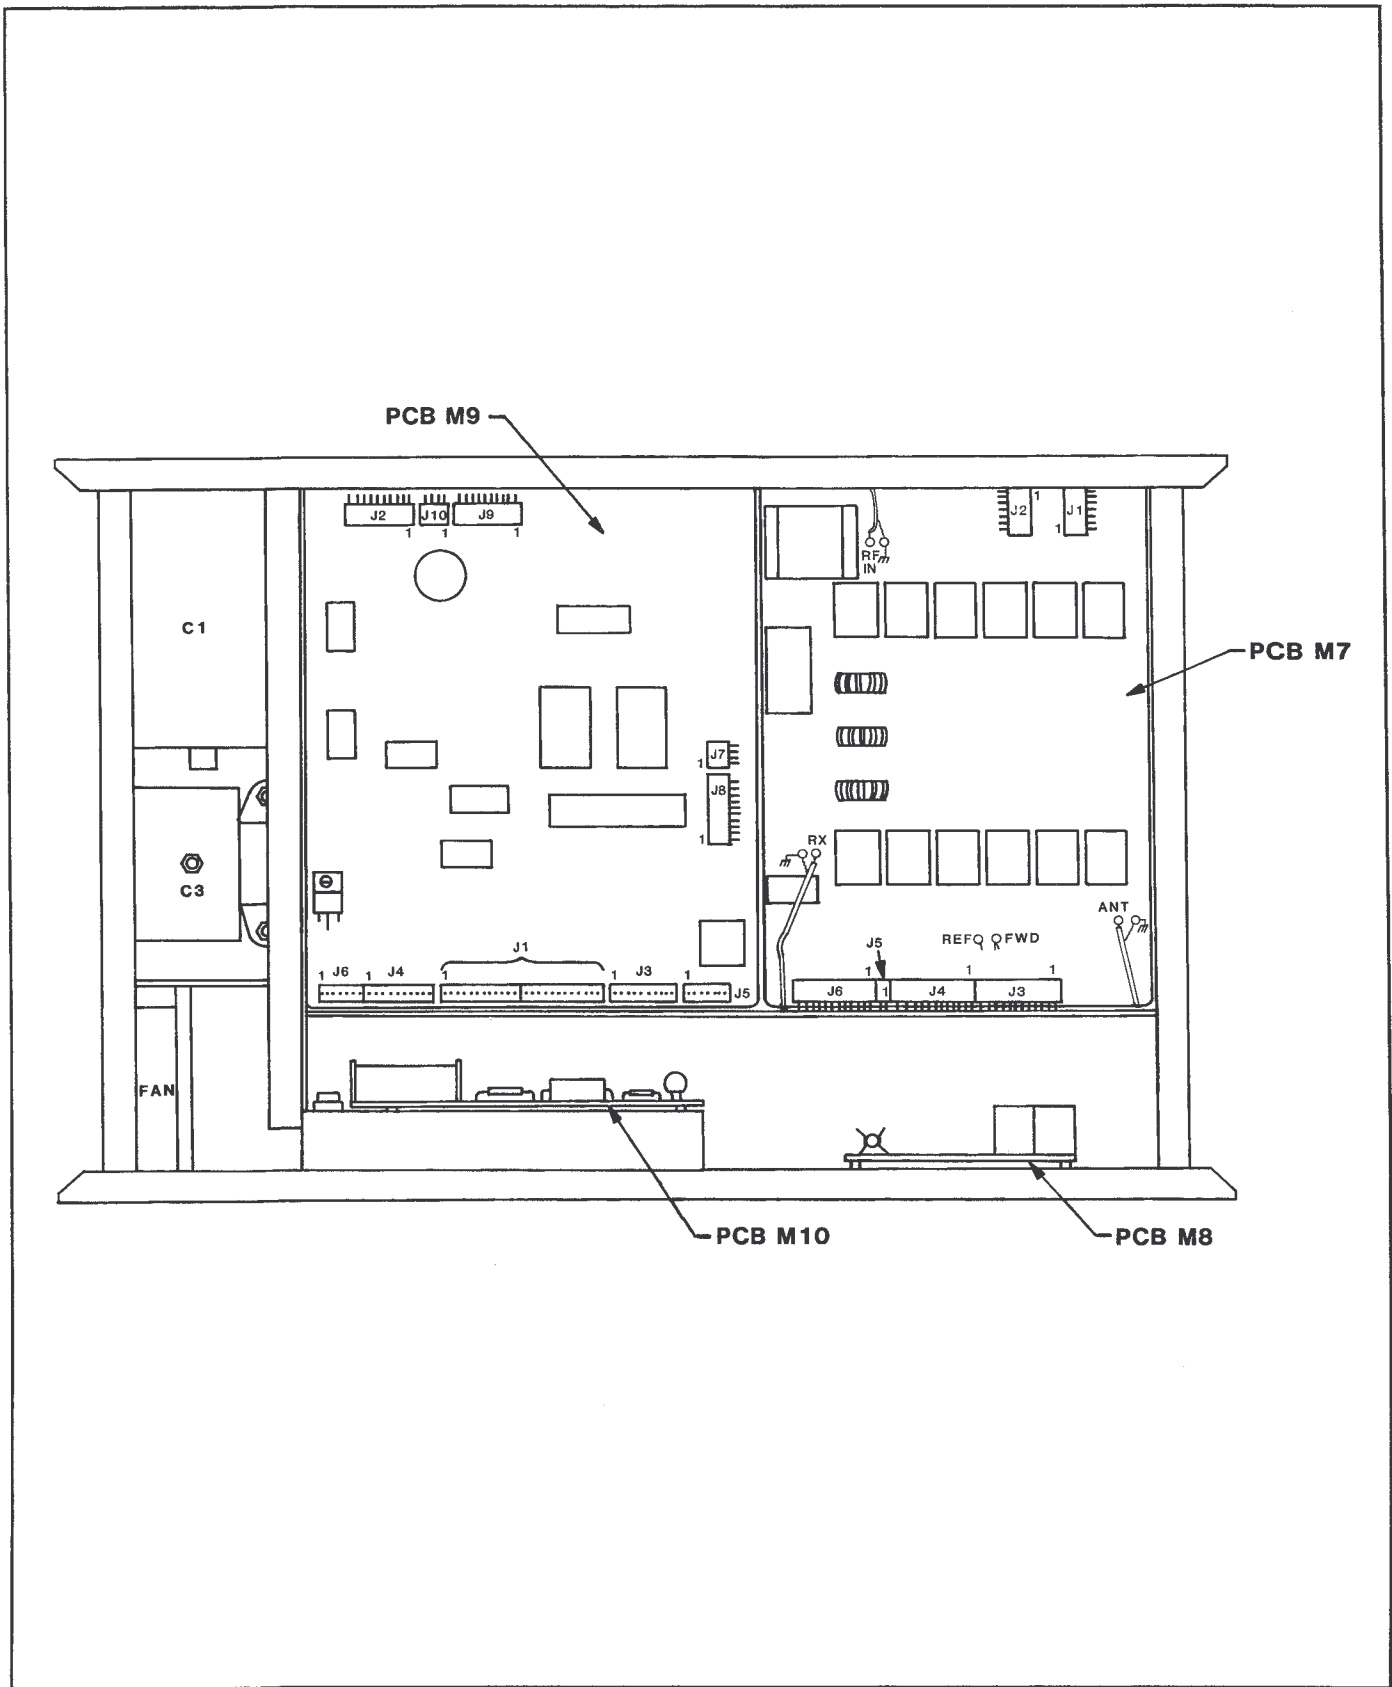 PCB M9
J2 J10 J9
1 1 1
J2 1 J1
1
RF
IN
C1
PCB M7
J7
1
J8
1
RX
C3
ANT
REF FWD
J1
J5
1 J6 1 J4 1 1 J3 1 J5
1 1 1
J6 1 J4 J3
FAN
PCB M10
PCB M8